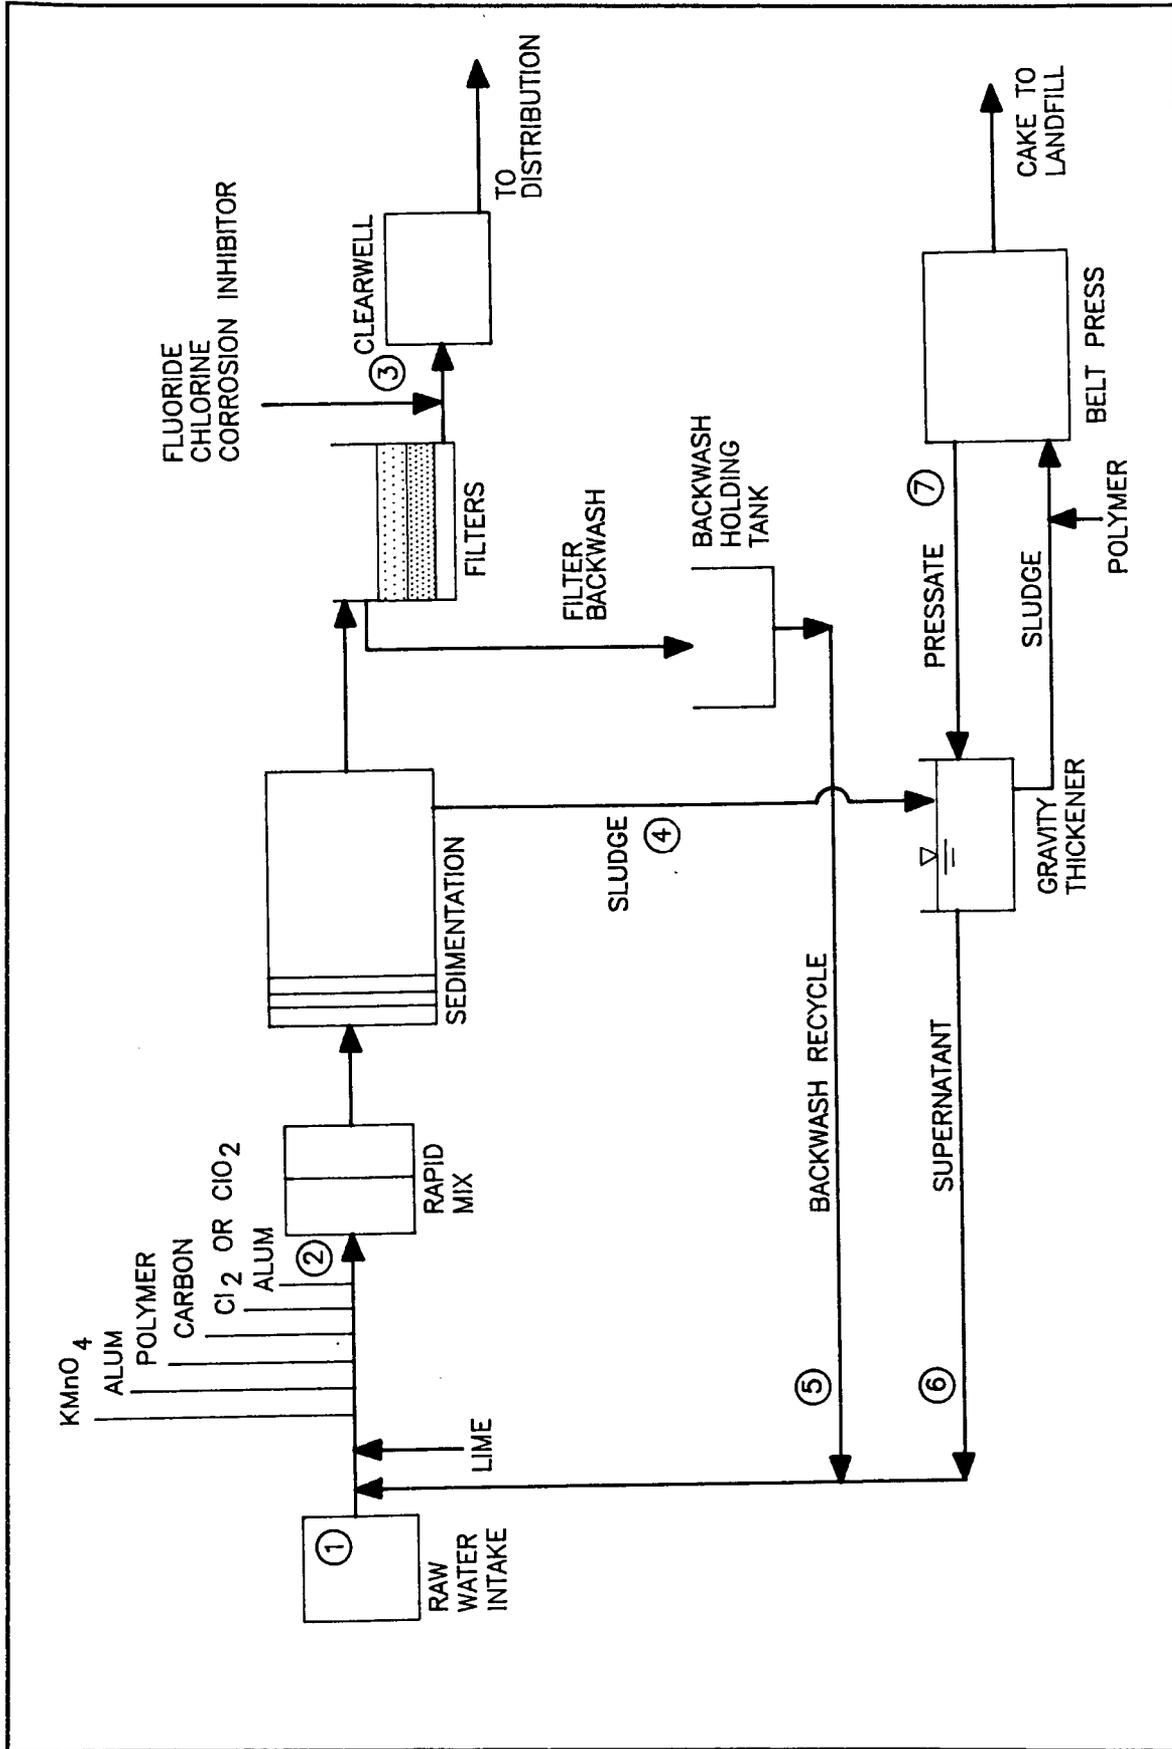 KMnO4
ALUM
POLYMER
CARBON
Cl2 OR ClO2
ALUM
2
1
RAW
WATER
INTAKE
LIME
RAPID
MIX
SEDIMENTATION
FLUORIDE
CHLORINE
CORROSION INHIBITOR
3
CLEARWELL
FILTERS
TO
DISTRIBUTION
FILTER
BACKWASH
BACKWASH
HOLDING
TANK
SLUDGE
4
BACKWASH RECYCLE
5
SUPERNATANT
6
GRAVITY
THICKENER
PRESSATE
7
SLUDGE
POLYMER
BELT PRESS
CAKE TO
LANDFILL